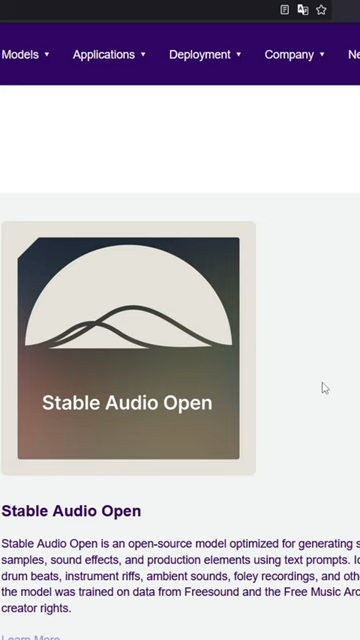 Models ▼ Applications ▼ Deployment ▼ Company ▼
Stable Audio Open
Stable Audio Open
Stable Audio Open is an open-source model optimized for generating
samples, sound effects, and production elements using text prompts.
drum beats, instrument riffs, ambient sounds, foley recordings, and
the model was trained on data from Freesound and the Free Music
creator rights.
Learn More